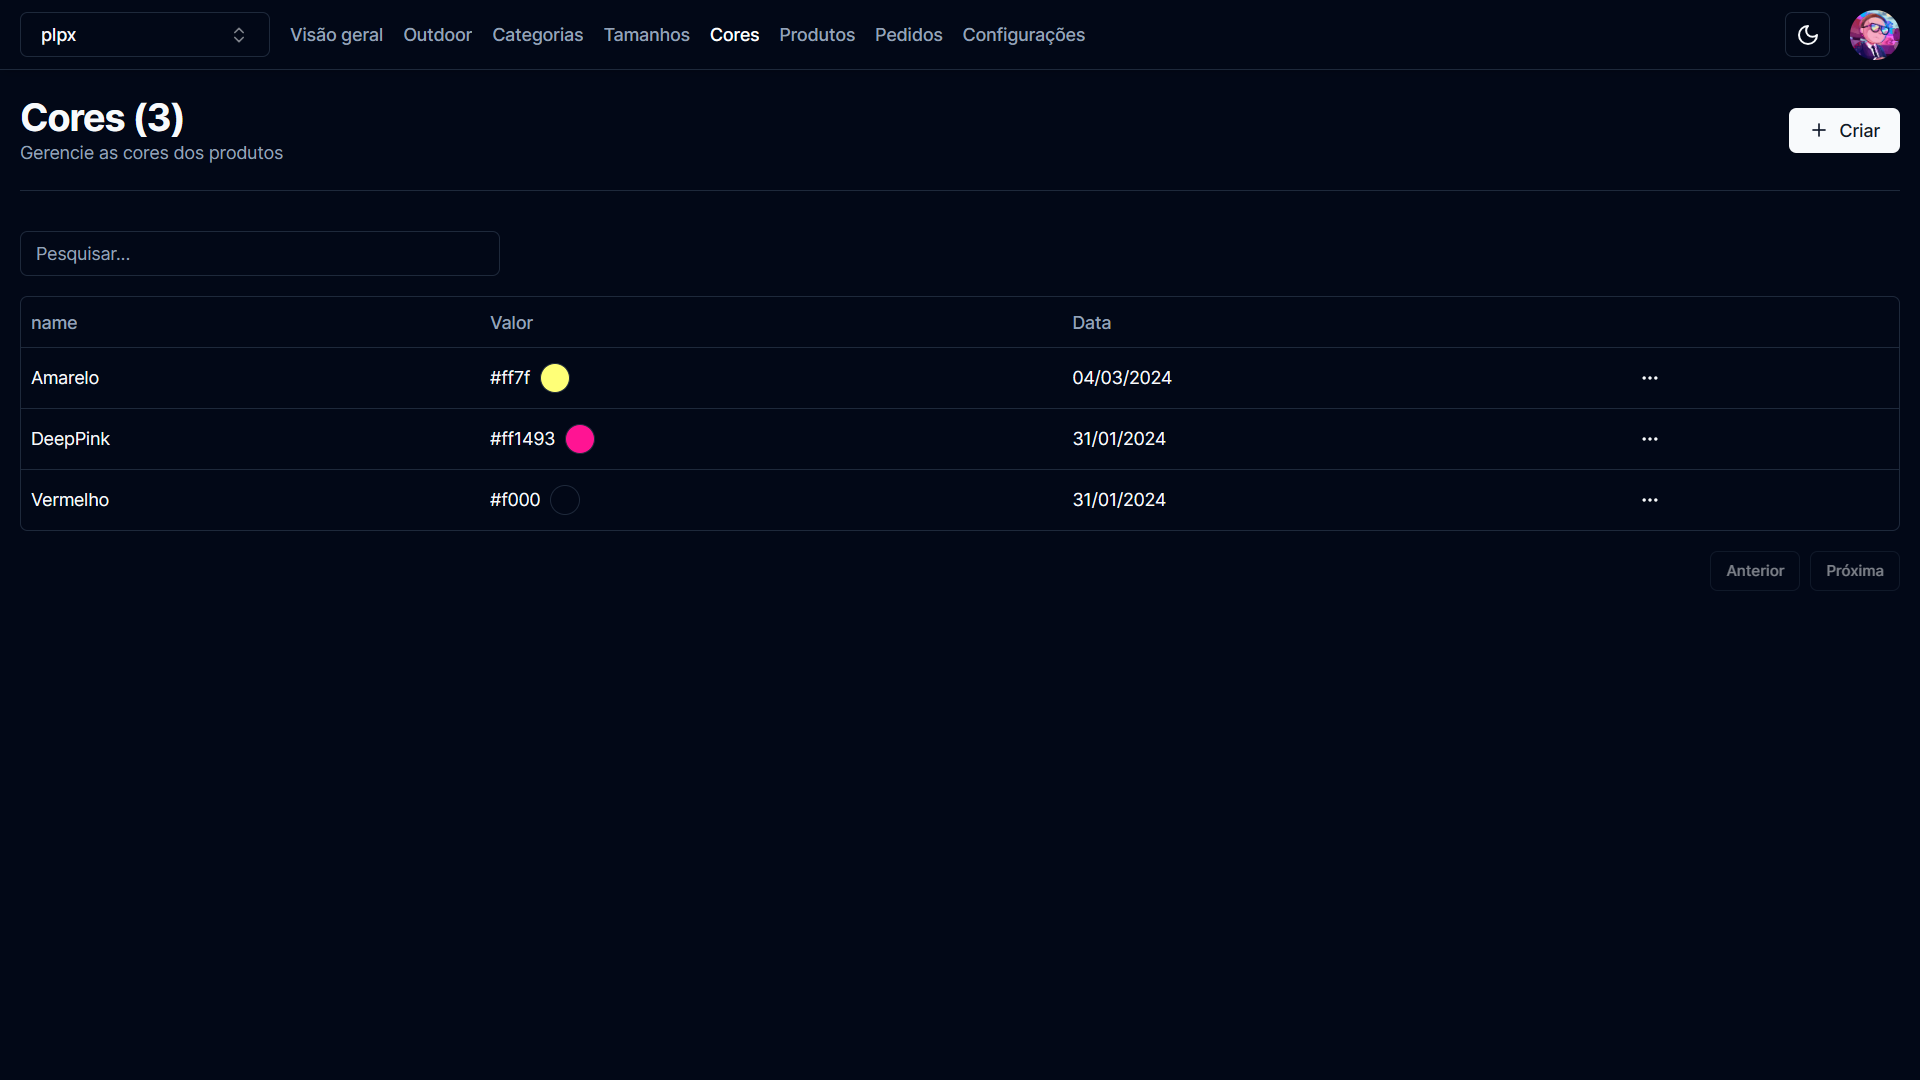 plpx Visão geral Outdoor Categorias Tamanhos Cores Produtos Pedidos Configurações
Cores (3)
Gerencie as cores dos produtos
Criar
Pesquisar...
name Valor Data
Amarelo #ff7f 04/03/2024
DeepPink #ff1493 31/01/2024
Vermelho #f000 31/01/2024
Anterior Próxima